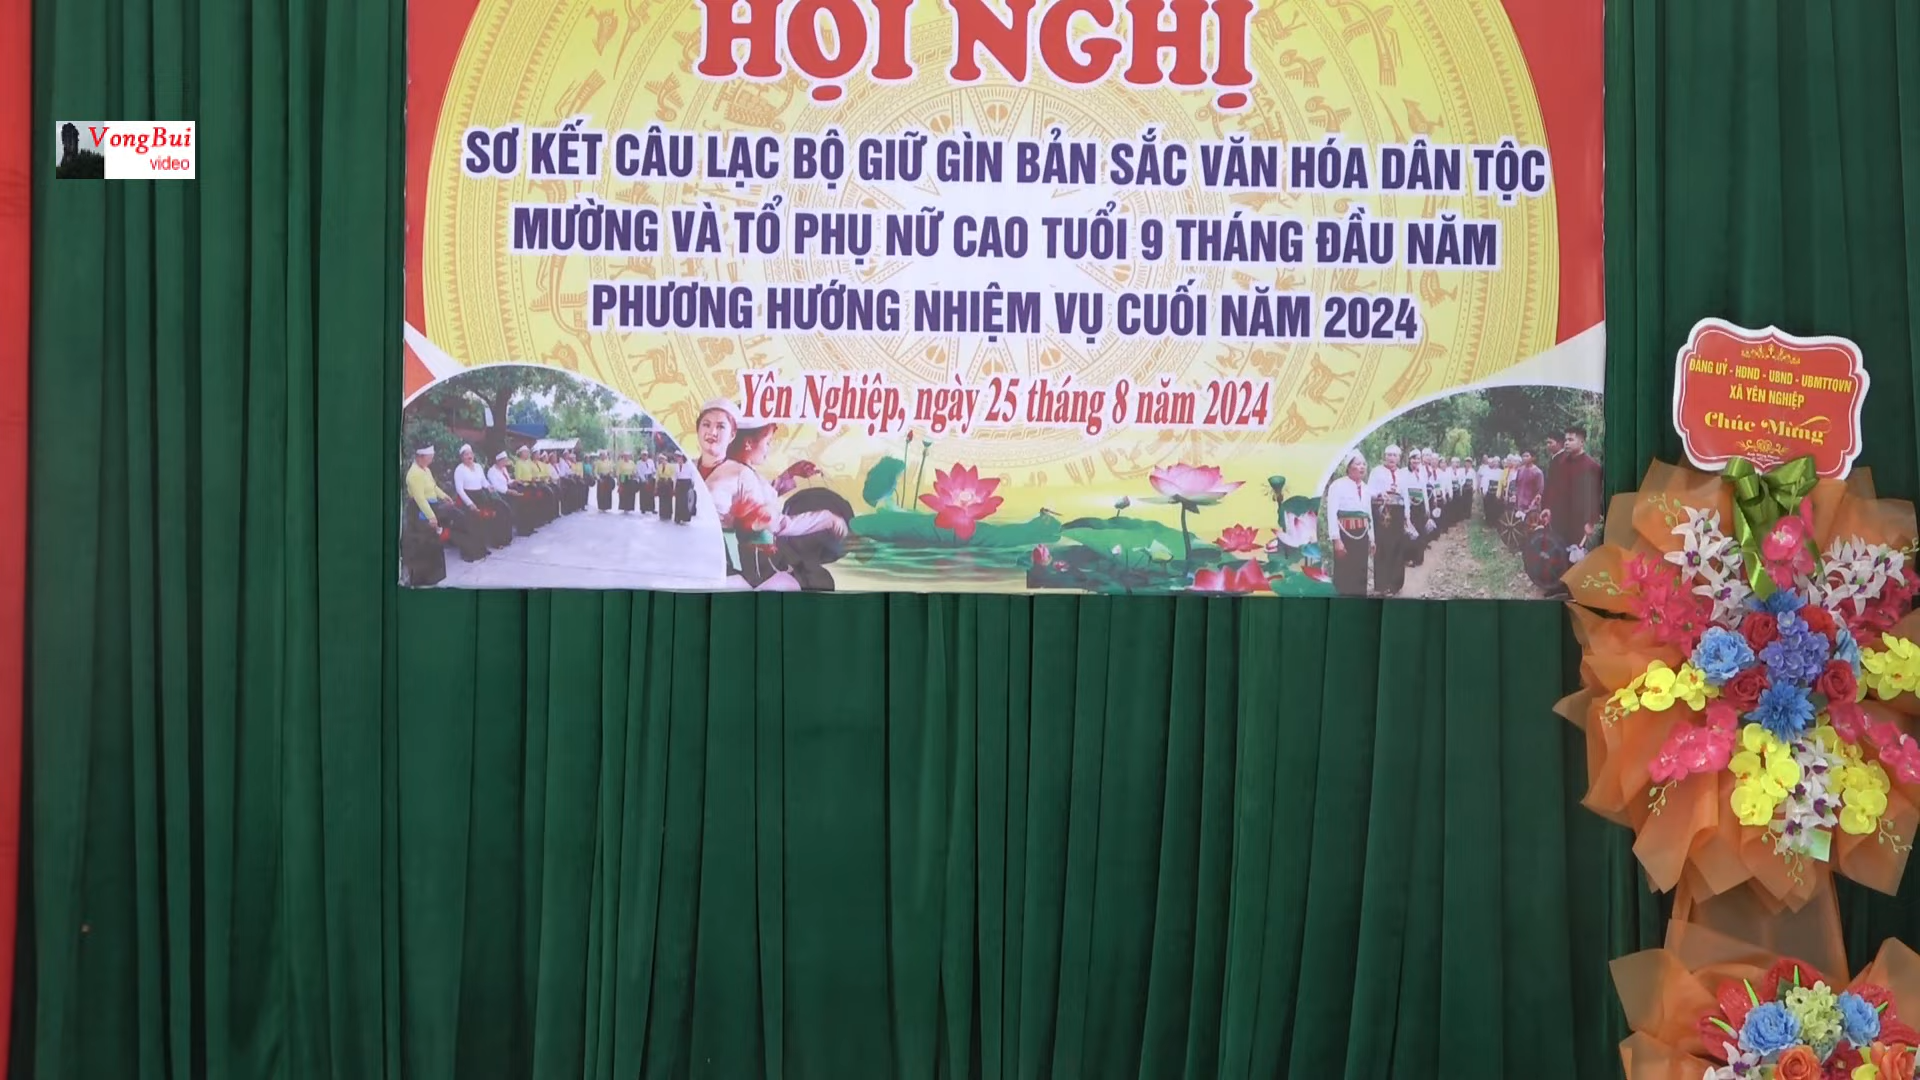 VongBui
video
HỘI NGHỊ
SƠ KẾT CÂU LẠC BỘ GIỮ GÌN BẢN SẮC VĂN HÓA DÂN TỘC
MƯỜNG VÀ TỔ PHỤ NỮ CAO TUỔI 9 THÁNG ĐẦU NĂM
PHƯƠNG HƯỚNG NHIỆM VỤ CUỐI NĂM 2024
Yên Nghiệp, ngày 25 tháng 8 năm 2024
ĐẢNG UỶ - HĐND - UBND - UBMTTQVN
XÃ YÊN NGHIỆP
Chúc Mừng